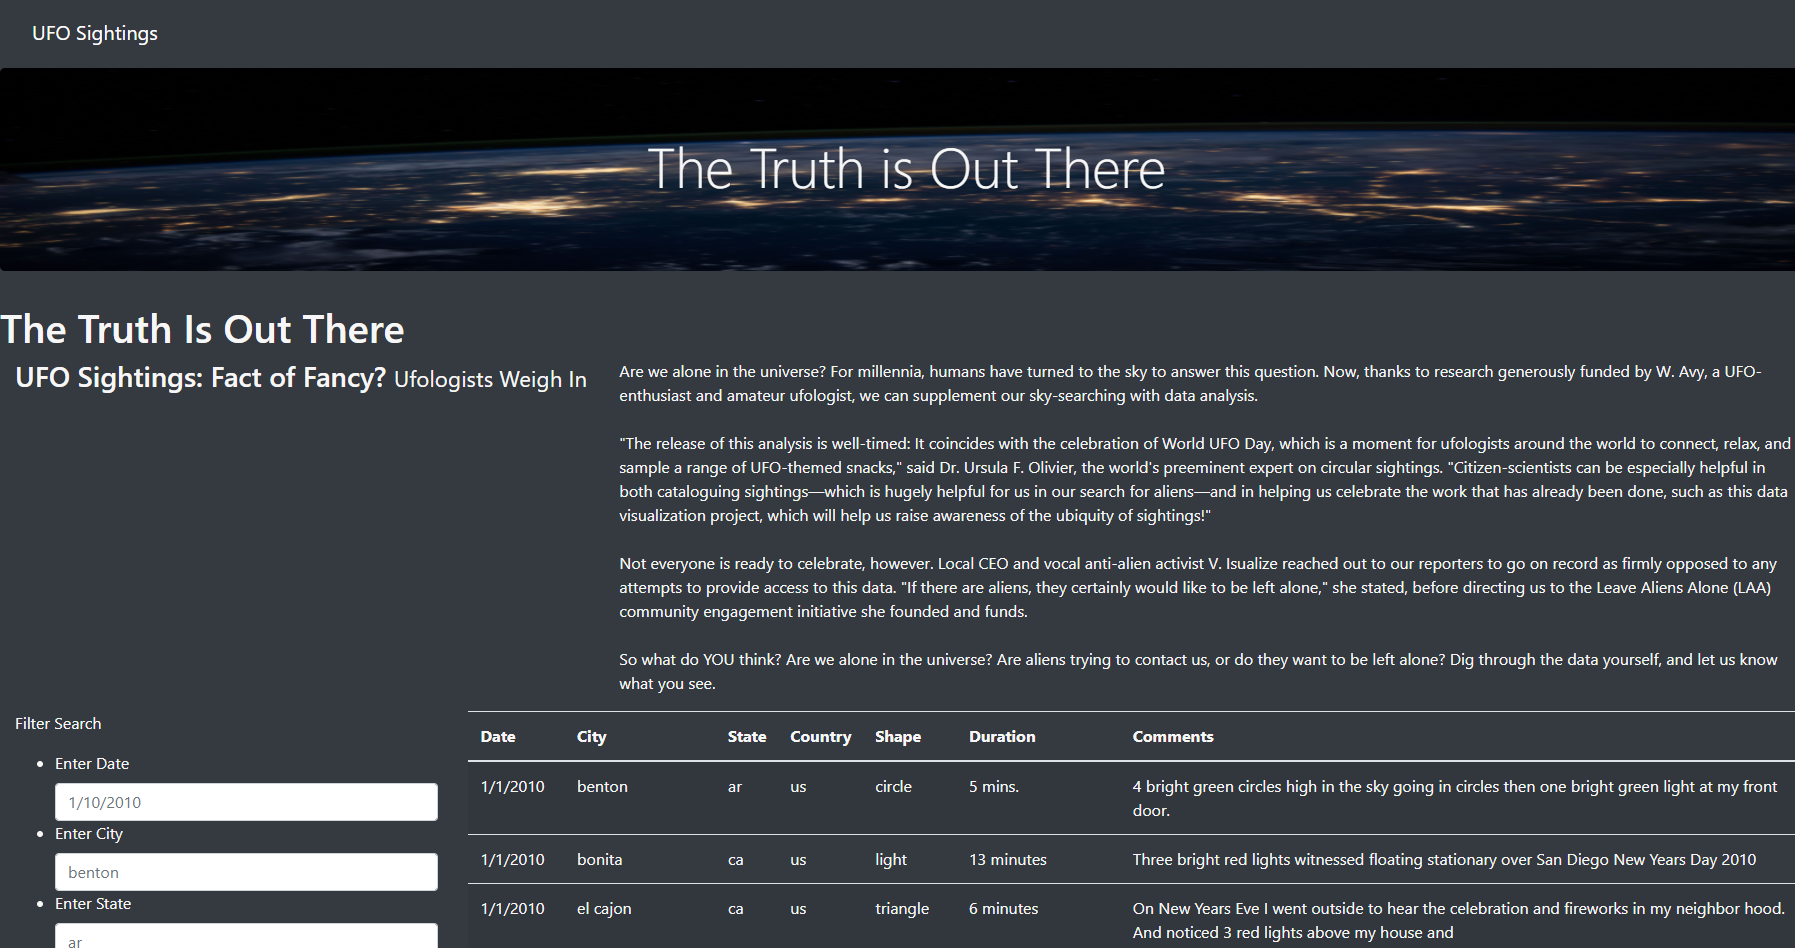 UFO Sightings
The Truth is Out There
The Truth Is Out There
UFO Sightings: Fact of Fancy? Ufologists Weigh In
Are we alone in the universe? For millennia, humans have turned to the sky to answer this question. Now, thanks to research generously funded by W. Avy, a UFO-
enthusiast and amateur ufologist, we can supplement our sky-searching with data analysis.
"The release of this analysis is well-timed: It coincides with the celebration of World UFO Day, which is a moment for ufologists around the world to connect, relax, and
sample a range of UFO-themed snacks," said Dr. Ursula F. Olivier, the world's preeminent expert on circular sightings. "Citizen-scientists can be especially helpful in
both cataloguing sightings—which is hugely helpful for us in our search for aliens—and in helping us celebrate the work that has already been done, such as this data
visualization project, which will help us raise awareness of the ubiquity of sightings!"
Not everyone is ready to celebrate, however. Local CEO and vocal anti-alien activist V. Isualize reached out to our reporters to go on record as firmly opposed to any
attempts to provide access to this data. "If there are aliens, they certainly would like to be left alone," she stated, before directing us to the Leave Aliens Alone (LAA)
community engagement initiative she founded and funds.
So what do YOU think? Are we alone in the universe? Are aliens trying to contact us, or do they want to be left alone? Dig through the data yourself, and let us know
what you see.
Filter Search
Enter Date
1/10/2010
Enter City
benton
Enter State
ar
Date City State Country Shape Duration Comments
1/1/2010 benton ar us circle 5 mins. 4 bright green circles high in the sky going in circles then one bright green light at my front
door.
1/1/2010 bonita ca us light 13 minutes Three bright red lights witnessed floating stationary over San Diego New Years Day 2010
1/1/2010 el cajon ca us triangle 6 minutes On New Years Eve I went outside to hear the celebration and fireworks in my neighbor hood.
And noticed 3 red lights above my house and